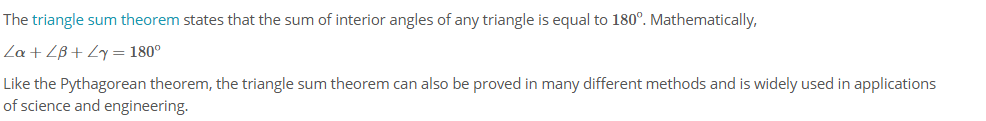 The triangle sum theorem states that the sum of interior angles of any triangle is equal to 180°. Mathematically,
∠α + ∠β + ∠γ = 180°
Like the Pythagorean theorem, the triangle sum theorem can also be proved in many different methods and is widely used in applications
of science and engineering.